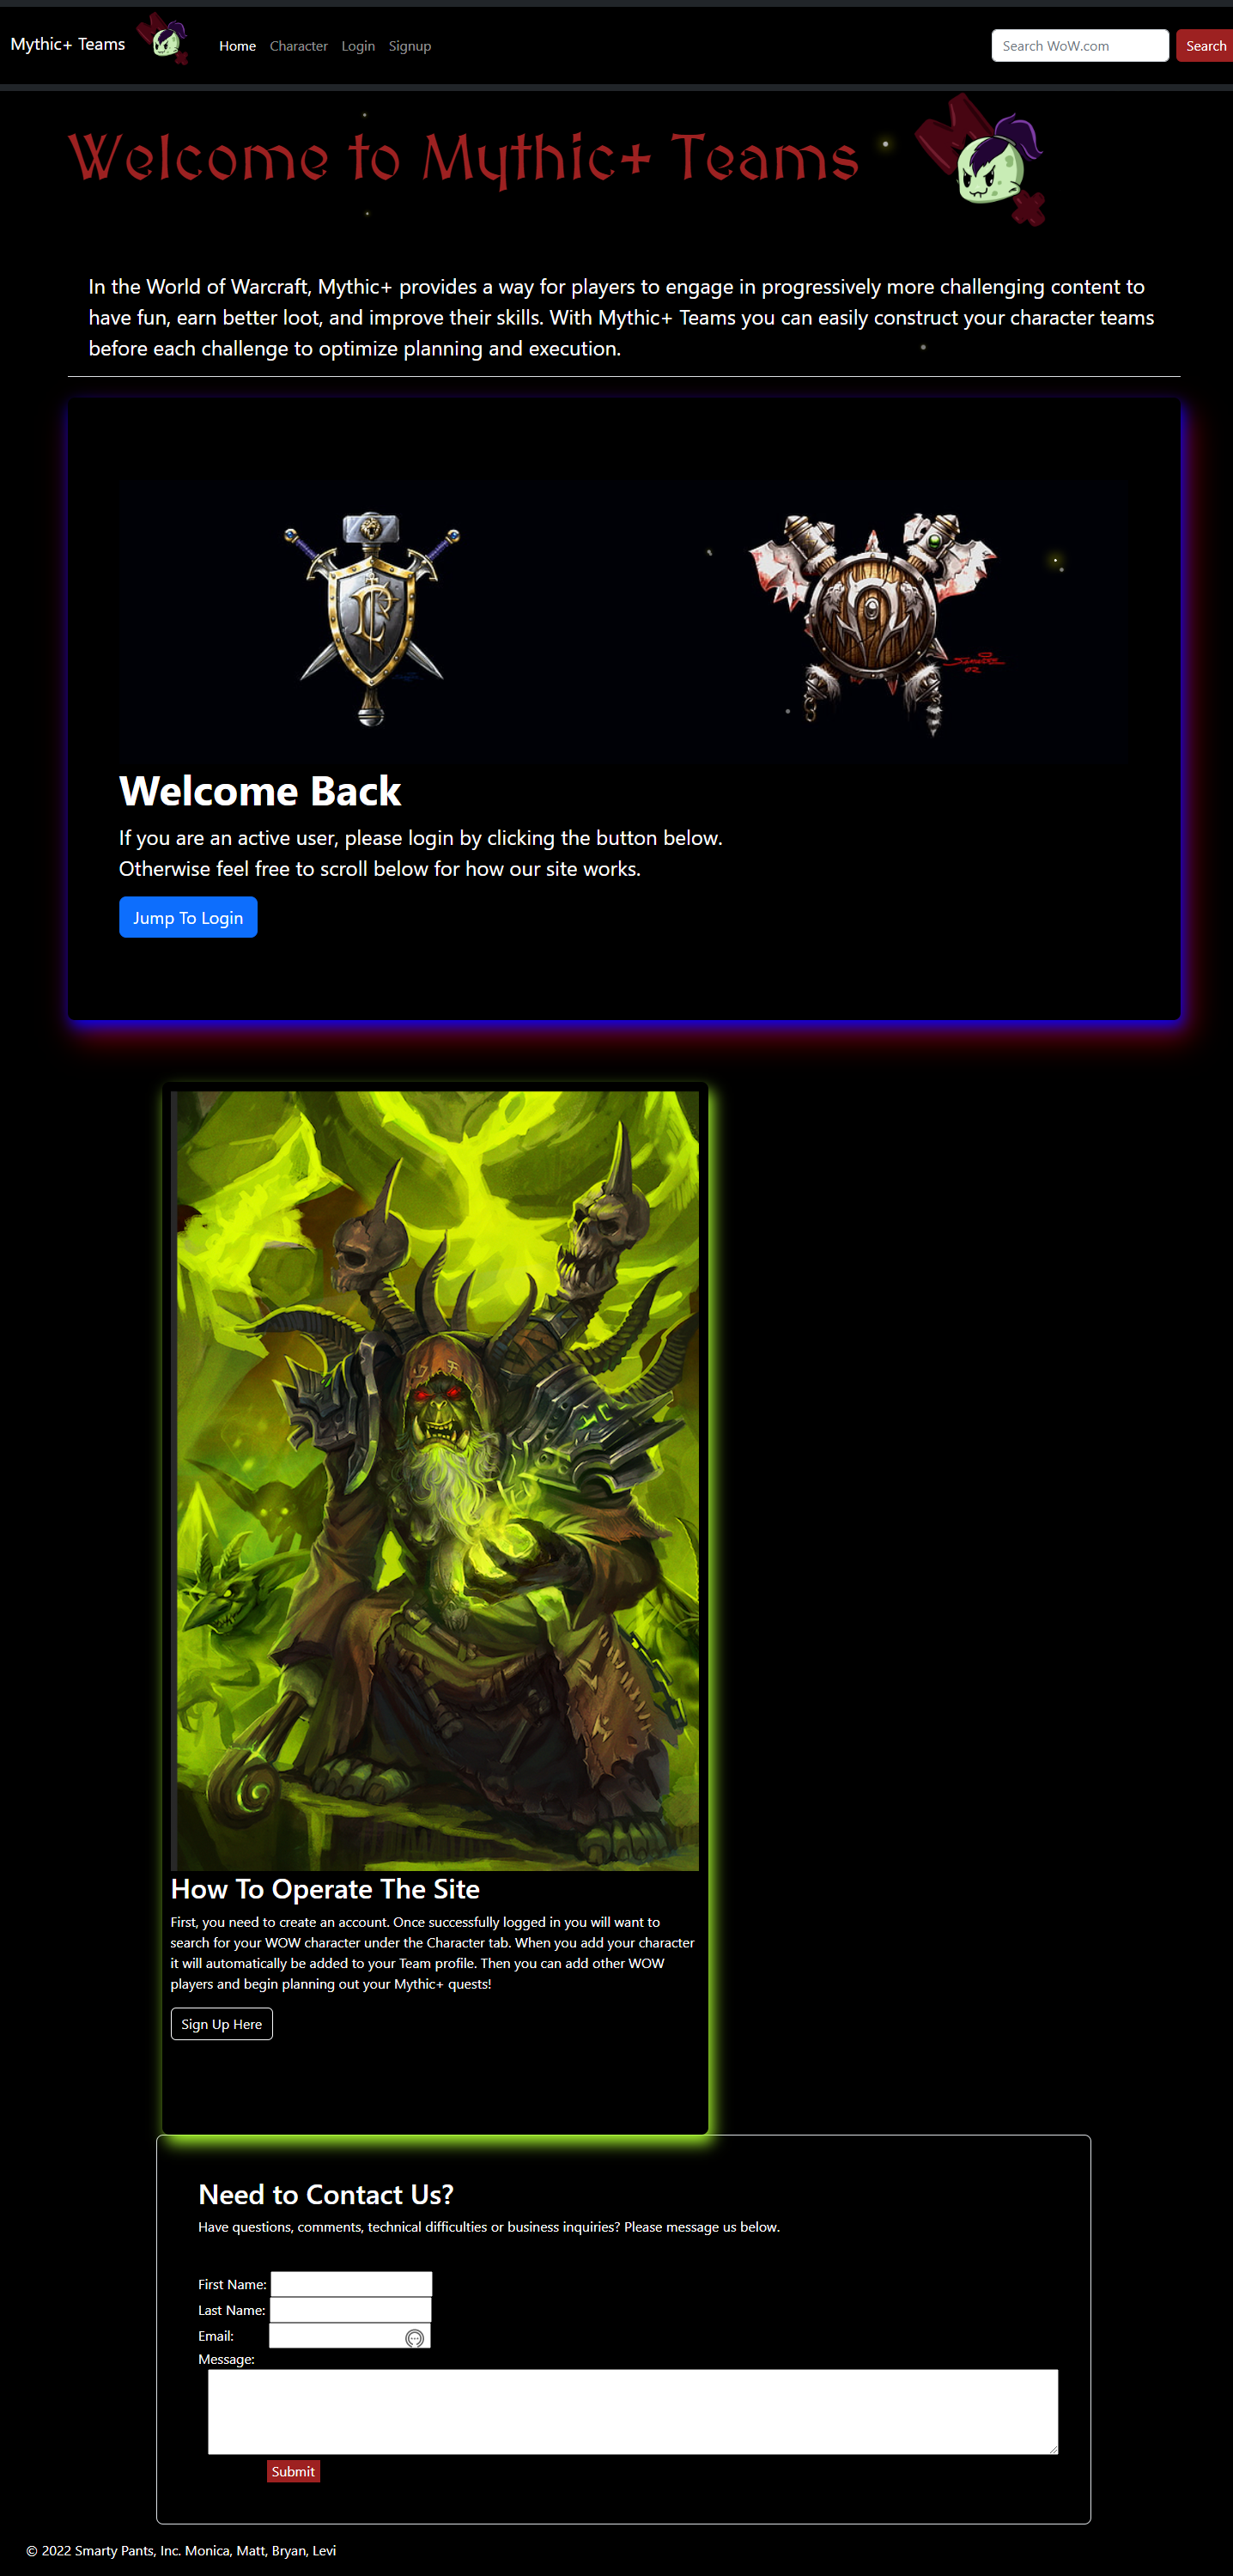 Mythic+ Teams
Home Character Login Signup
Search WoW.com
Search
Welcome to Mythic+ Teams
In the World of Warcraft, Mythic+ provides a way for players to engage in progressively more challenging content to
have fun, earn better loot, and improve their skills. With Mythic+ Teams you can easily construct your character teams
before each challenge to optimize planning and execution.
Welcome Back
If you are an active user, please login by clicking the button below.
Otherwise feel free to scroll below for how our site works.
Jump To Login
How To Operate The Site
First, you need to create an account. Once successfully logged in you will want to
search for your WOW character under the Character tab. When you add your character
it will automatically be added to your Team profile. Then you can add other WOW
players and begin planning out your Mythic+ quests!
Sign Up Here
Need to Contact Us?
Have questions, comments, technical difficulties or business inquiries? Please message us below.
First Name:
Last Name:
Email:
Message:
Submit
© 2022 Smarty Pants, Inc. Monica, Matt, Bryan, Levi